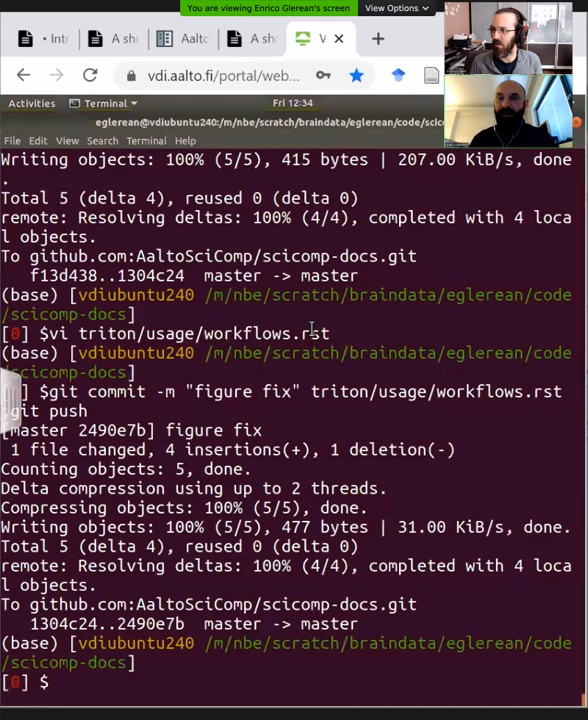 You are viewing Enrico Glerean's screen
View Options
Intr
A sh
Aalto
A sh
V
vdi.aalto.fi/portal/web...
Activities
Terminal
Fri 12:34
eglerean@vdiubuntu240:/m/nbe/scratch/braindata/eglerean/code/scico
File Edit View Search Terminal Help
Writing objects: 100% (5/5), 415 bytes | 207.00 KiB/s, done
.
Total 5 (delta 4), reused 0 (delta 0)
remote: Resolving deltas: 100% (4/4), completed with 4 loca
l objects.
To github.com:AaltoSciComp/scicomp-docs.git
f13d438..1304c24 master -> master
(base) [vdiubuntu240 /m/nbe/scratch/braindata/eglerean/code
/scicomp-docs]
[0] $vi triton/usage/workflows.rst
(base) [vdiubuntu240 /m/nbe/scratch/braindata/eglerean/code
/scicomp-docs]
] $git commit -m "figure fix" triton/usage/workflows.rst
git push
[master 2490e7b] figure fix
1 file changed, 4 insertions(+), 1 deletion(-)
Counting objects: 5, done.
Delta compression using up to 2 threads.
Compressing objects: 100% (5/5), done.
Writing objects: 100% (5/5), 477 bytes | 31.00 KiB/s, done.
Total 5 (delta 4), reused 0 (delta 0)
remote: Resolving deltas: 100% (4/4), completed with 4 loca
l objects.
To github.com:AaltoSciComp/scicomp-docs.git
1304c24..2490e7b master -> master
(base) [vdiubuntu240 /m/nbe/scratch/braindata/eglerean/code
/scicomp-docs]
[0] $